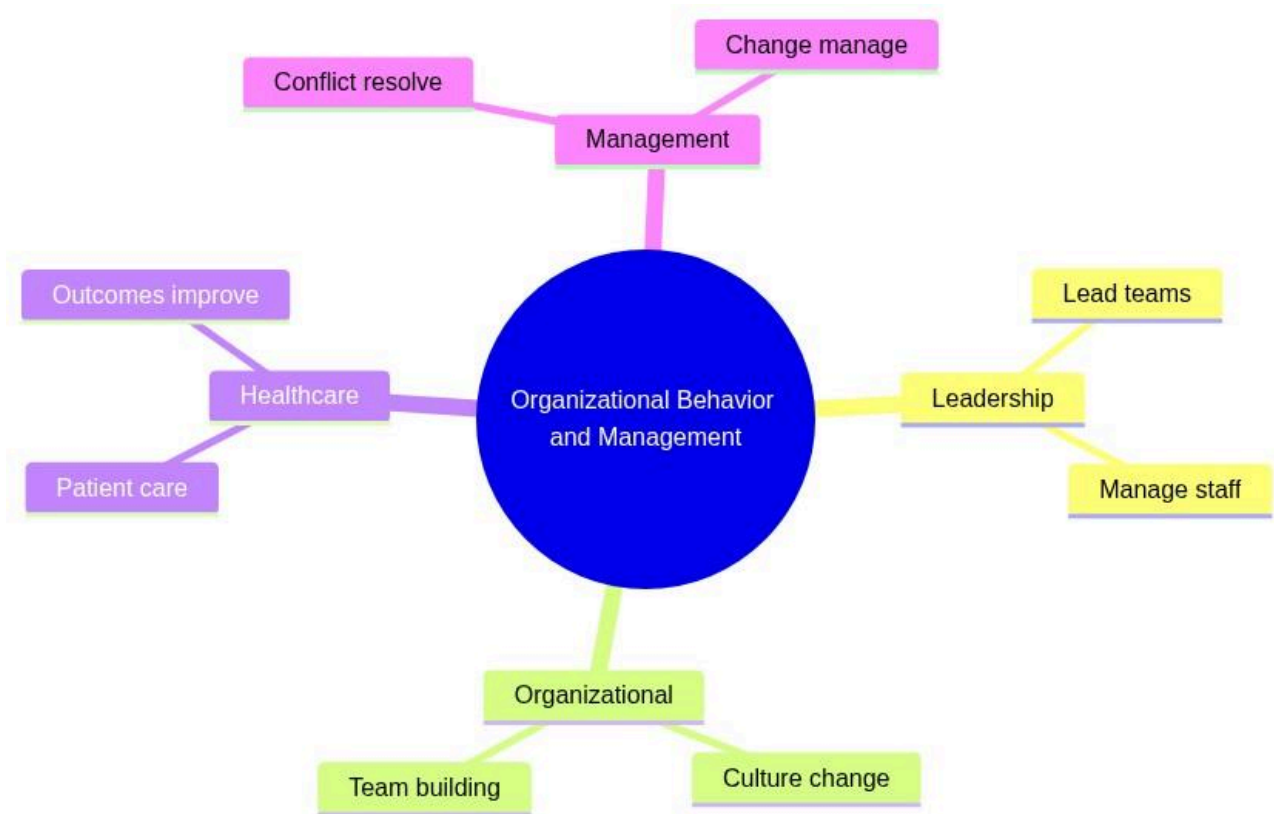 Change manage
Conflict resolve
Management
Outcomes improve
Lead teams
Healthcare
Organizational Behavior
and Management
Leadership
Patient care
Manage staff
Organizational
Team building
Culture change